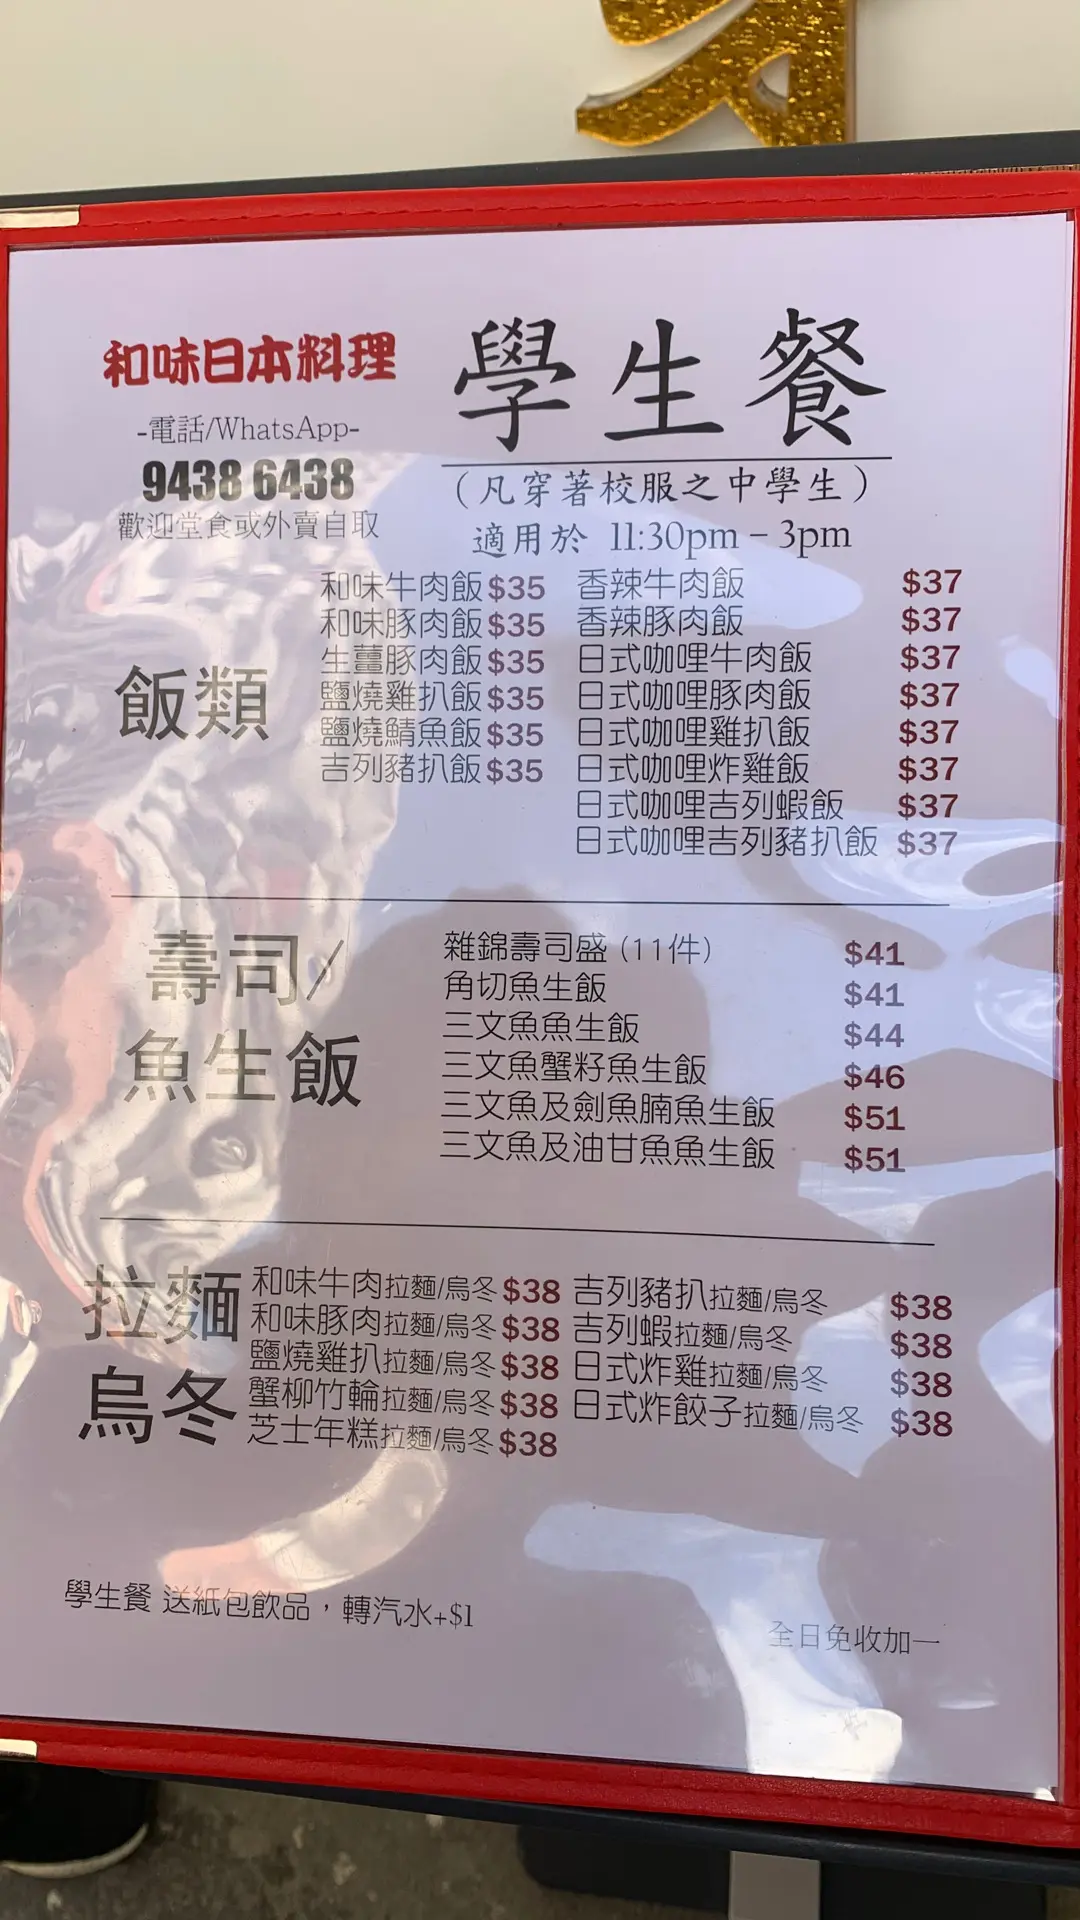 和味日本料理
-電話/WhatsApp-
9438 6438
歡迎堂食或外賣自取
學生餐
（凡穿著校服之中學生）
適用於 11:30pm – 3pm
飯類
和味牛肉飯 $35
和味豚肉飯 $35
生薑豚肉飯 $35
鹽燒雞扒飯 $35
鹽燒鯖魚飯 $35
吉列豬扒飯 $35
香辣牛肉飯 $37
香辣豚肉飯 $37
日式咖哩牛肉飯 $37
日式咖哩豚肉飯 $37
日式咖哩雞扒飯 $37
日式咖哩炸雞飯 $37
日式咖哩吉列蝦飯 $37
日式咖哩吉列豬扒飯 $37
壽司/
魚生飯
雜錦壽司盛 (11件) $41
角切魚生飯 $41
三文魚魚生飯 $44
三文魚蟹籽魚生飯 $46
三文魚及劍魚腩魚生飯 $51
三文魚及油甘魚魚生飯 $51
拉麵
烏冬
和味牛肉拉麵/烏冬 $38
和味豚肉拉麵/烏冬 $38
鹽燒雞扒拉麵/烏冬 $38
蟹柳竹輪拉麵/烏冬 $38
芝士年糕拉麵/烏冬 $38
吉列豬扒拉麵/烏冬 $38
吉列蝦拉麵/烏冬 $38
日式炸雞拉麵/烏冬 $38
日式炸餃子拉麵/烏冬 $38
學生餐 送紙包飲品，轉汽水+$1
全日免收加一